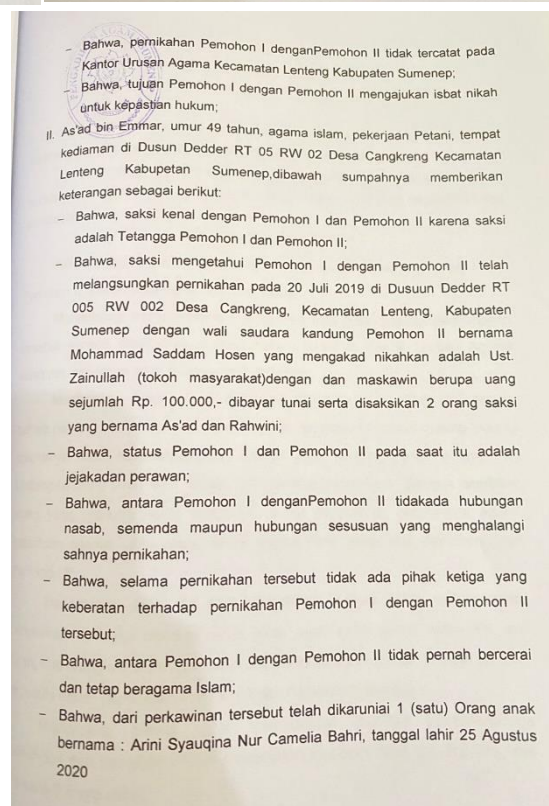 – Bahwa, pernikahan Pemohon I denganPemohon II tidak tercatat pada
Kantor Urusan Agama Kecamatan Lenteng Kabupaten Sumenep;
– Bahwa, tujuan Pemohon I dengan Pemohon II mengajukan isbat nikah
untuk kepastian hukum;
II. As'ad bin Emmar, umur 49 tahun, agama islam, pekerjaan Petani, tempat
kediaman di Dusun Dedder RT 05 RW 02 Desa Cangkreng Kecamatan
Lenteng Kabupetan Sumenep,dibawah sumpahnya memberikan
keterangan sebagai berikut:
– Bahwa, saksi kenal dengan Pemohon I dan Pemohon II karena saksi
adalah Tetangga Pemohon I dan Pemohon II;
– Bahwa, saksi mengetahui Pemohon I dengan Pemohon II telah
melangsungkan pernikahan pada 20 Juli 2019 di Dusuun Dedder RT
005 RW 002 Desa Cangkreng, Kecamatan Lenteng, Kabupaten
Sumenep dengan wali saudara kandung Pemohon II bernama
Mohammad Saddam Hosen yang mengakad nikahkan adalah Ust.
Zainullah (tokoh masyarakat)dengan dan maskawin berupa uang
sejumlah Rp. 100.000,- dibayar tunai serta disaksikan 2 orang saksi
yang bernama As'ad dan Rahwini;
– Bahwa, status Pemohon I dan Pemohon II pada saat itu adalah
jejakadan perawan;
– Bahwa, antara Pemohon I denganPemohon II tidakada hubungan
nasab, semenda maupun hubungan sesusuan yang menghalangi
sahnya pernikahan;
– Bahwa, selama pernikahan tersebut tidak ada pihak ketiga yang
keberatan terhadap pernikahan Pemohon I dengan Pemohon II
tersebut;
– Bahwa, antara Pemohon I dengan Pemohon II tidak pernah bercerai
dan tetap beragama Islam;
– Bahwa, dari perkawinan tersebut telah dikaruniai 1 (satu) Orang anak
bernama : Arini Syauqina Nur Camelia Bahri, tanggal lahir 25 Agustus
2020